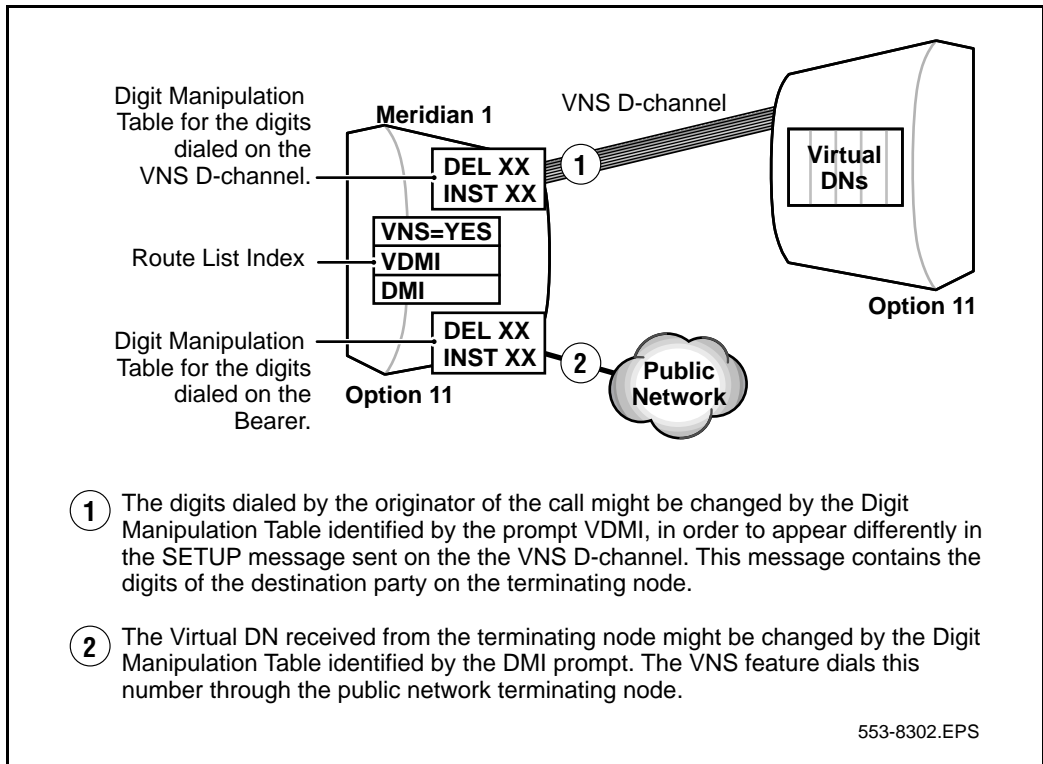 Digit Manipulation
Table for the digits
dialed on the
VNS D-channel.
Meridian 1
VNS D-channel
DEL XX
INST XX
1
Virtual
DNs
VNS=YES
Route List Index
VDMI
DMI
Option 11
Digit Manipulation
Table for the digits
dialed on the
Bearer.
DEL XX
INST XX
2
Public
Network
Option 11
1
The digits dialed by the originator of the call might be changed by the Digit
Manipulation Table identified by the prompt VDMI, in order to appear differently in
the SETUP message sent on the the VNS D-channel. This message contains the
digits of the destination party on the terminating node.
2
The Virtual DN received from the terminating node might be changed by the Digit
Manipulation Table identified by the DMI prompt. The VNS feature dials this
number through the public network terminating node.
553-8302.EPS